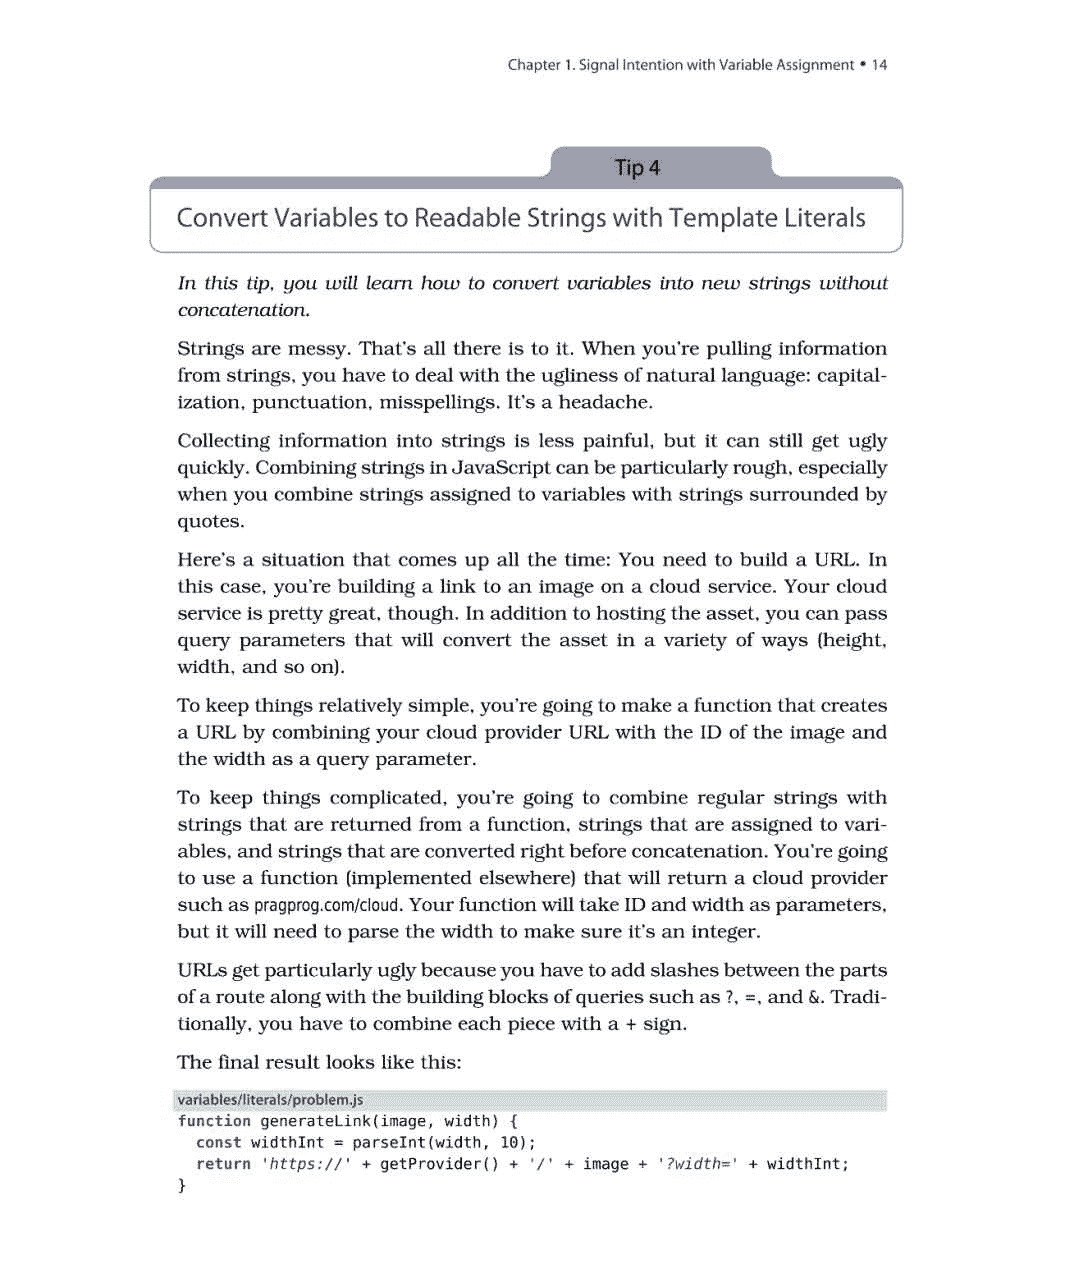 Chapter 1. Signal Intention with Variable Assignment • 14
Tip 4
Convert Variables to Readable Strings with Template Literals
In this tip, you will learn how to convert variables into new strings without
concatenation.
Strings are messy. That's all there is to it. When you're pulling information
from strings, you have to deal with the ugliness of natural language: capital-
ization, punctuation, misspellings. It's a headache.
Collecting information into strings is less painful, but it can still get ugly
quickly. Combining strings in JavaScript can be particularly rough, especially
when you combine strings assigned to variables with strings surrounded by
quotes.
Here's a situation that comes up all the time: You need to build a URL. In
this case, you're building a link to an image on a cloud service. Your cloud
service is pretty great, though. In addition to hosting the asset, you can pass
query parameters that will convert the asset in a variety of ways (height,
width, and so on).
To keep things relatively simple, you're going to make a function that creates
a URL by combining your cloud provider URL with the ID of the image and
the width as a query parameter.
To keep things complicated, you're going to combine regular strings with
strings that are returned from a function, strings that are assigned to vari-
ables, and strings that are converted right before concatenation. You're going
to use a function (implemented elsewhere) that will return a cloud provider
such as pragprog.com/cloud. Your function will take ID and width as parameters,
but it will need to parse the width to make sure it's an integer.
URLs get particularly ugly because you have to add slashes between the parts
of a route along with the building blocks of queries such as ?, =, and &. Tradi-
tionally, you have to combine each piece with a + sign.
The final result looks like this:
variables/literals/problem.js
function generateLink(image, width) {
  const widthInt = parseInt(width, 10);
  return 'https://' + getProvider() + '/' + image + '?width=' + widthInt;
}